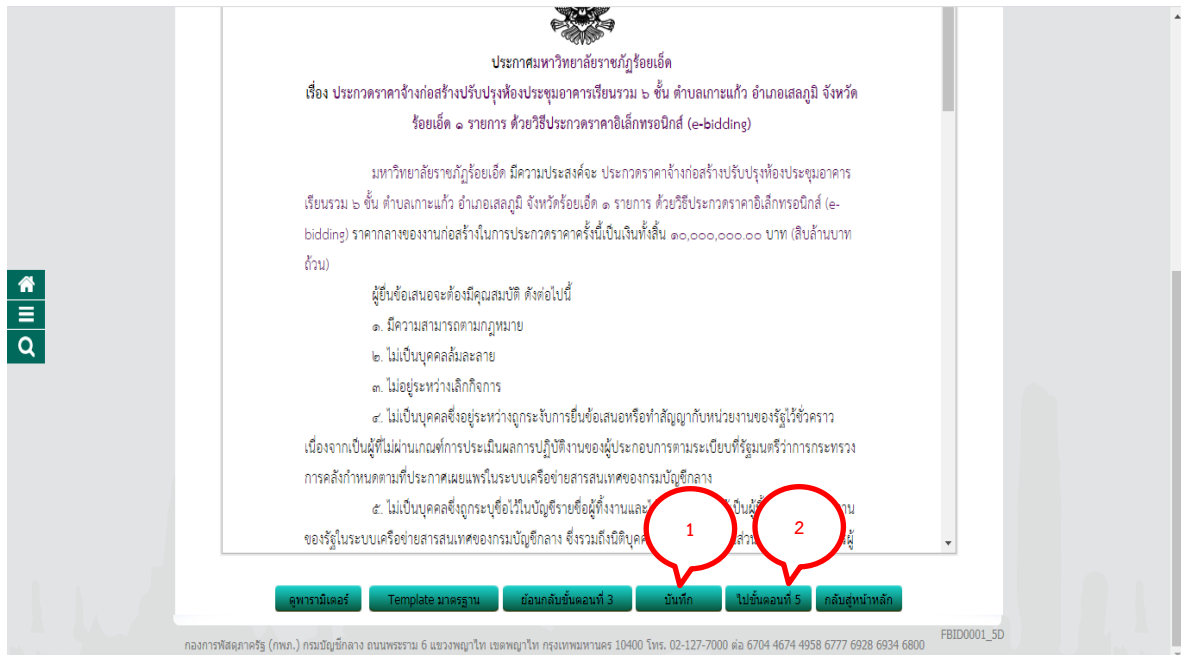 ประกาศมหาวิทยาลัยราชภัฏร้อยเอ็ด
เรื่อง ประกวดราคาจ้างก่อสร้างปรับปรุงห้องประชุมอาคารเรียนรวม ๖ ชั้น ตำบลเกาะแก้ว อำเภอเสลภูมิ จังหวัด
ร้อยเอ็ด ๑ รายการ ด้วยวิธีประกวดราคาอิเล็กทรอนิกส์ (e-bidding)
มหาวิทยาลัยราชภัฏร้อยเอ็ด มีความประสงค์จะ ประกวดราคาจ้างก่อสร้างปรับปรุงห้องประชุมอาคาร
เรียนรวม ๖ ชั้น ตำบลเกาะแก้ว อำเภอเสลภูมิ จังหวัดร้อยเอ็ด ๑ รายการ ด้วยวิธีประกวดราคาอิเล็กทรอนิกส์ (e-
bidding) ราคากลางของงานก่อสร้างในการประกวดราคาครั้งนี้เป็นเงินทั้งสิ้น ๑๐,๐๐๐,๐๐๐.๐๐ บาท (สิบล้านบาท
ถ้วน)
ผู้ยื่นข้อเสนอจะต้องมีคุณสมบัติ ดังต่อไปนี้
๑. มีความสามารถตามกฎหมาย
๒. ไม่เป็นบุคคลล้มละลาย
๓. ไม่อยู่ระหว่างเลิกกิจการ
๔. ไม่เป็นบุคคลซึ่งอยู่ระหว่างถูกระงับการยื่นข้อเสนอหรือทำสัญญากับหน่วยงานของรัฐไว้ชั่วคราว
เนื่องจากเป็นผู้ที่ไม่ผ่านเกณฑ์การประเมินผลการปฏิบัติงานของผู้ประกอบการตามระเบียบที่รัฐมนตรีว่าการกระทรวง
การคลังกำหนดตามที่ประกาศเผยแพร่ในระบบเครือข่ายสารสนเทศของกรมบัญชีกลาง
๕. ไม่เป็นบุคคลซึ่งถูกระบุชื่อไว้ในบัญชีรายชื่อผู้ทิ้งงานและ เป็นผู้ งาน
ของรัฐในระบบเครือข่ายสารสนเทศของกรมบัญชีกลาง ซึ่งรวมถึงนิติบุคค ส่วน ผู้
1
2
ดูพารามิเตอร์ Template มาตรฐาน ย้อนกลับขั้นตอนที่ 3 บันทึก ไปขั้นตอนที่ 5 กลับสู่หน้าหลัก
FBID0001_5D
กองการพัสดุภาครัฐ (กพภ.) กรมบัญชีกลาง ถนนพระราม 6 แขวงพญาไท เขตพญาไท กรุงเทพมหานคร 10400 โทร. 02-127-7000 ต่อ 6704 4674 4958 6777 6928 6934 6800